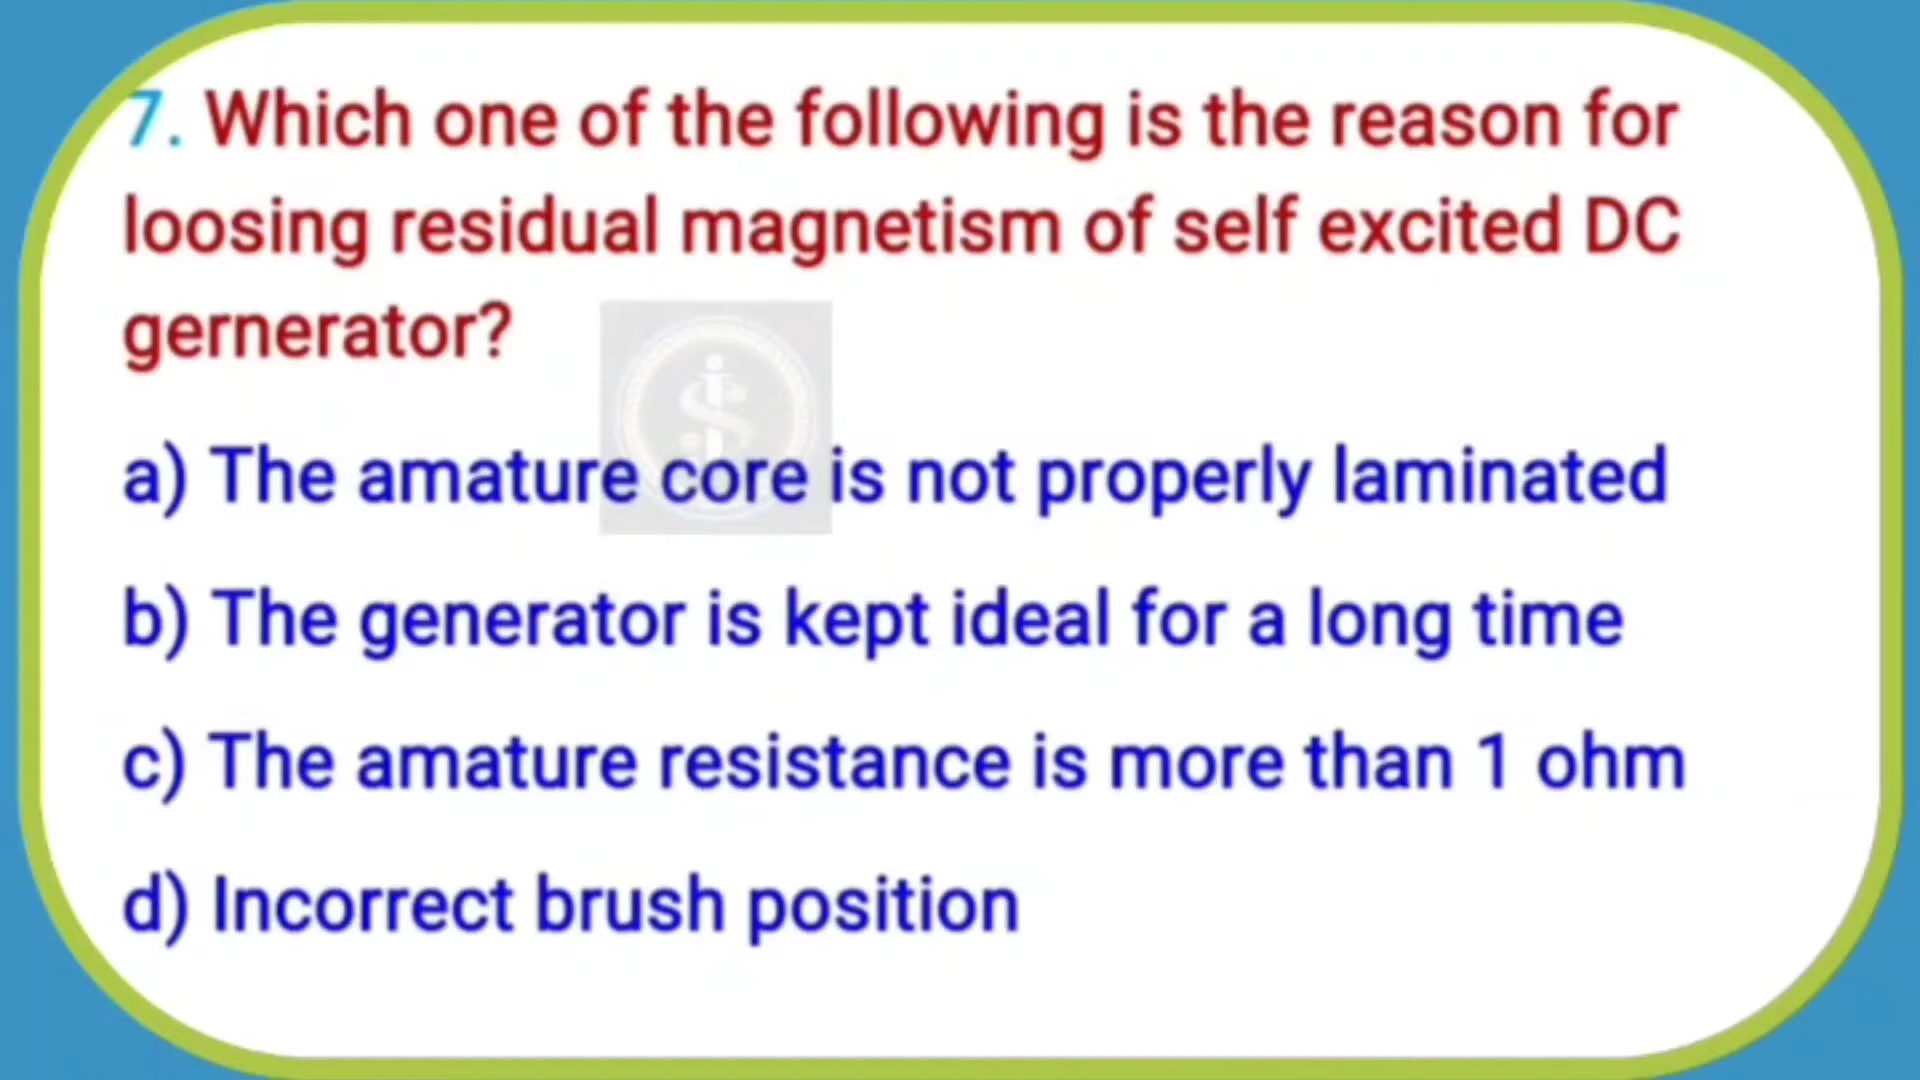 7. Which one of the following is the reason for
loosing residual magnetism of self excited DC
gernerator?
a) The amature core is not properly laminated
b) The generator is kept ideal for a long time
c) The amature resistance is more than 1 ohm
d) Incorrect brush position